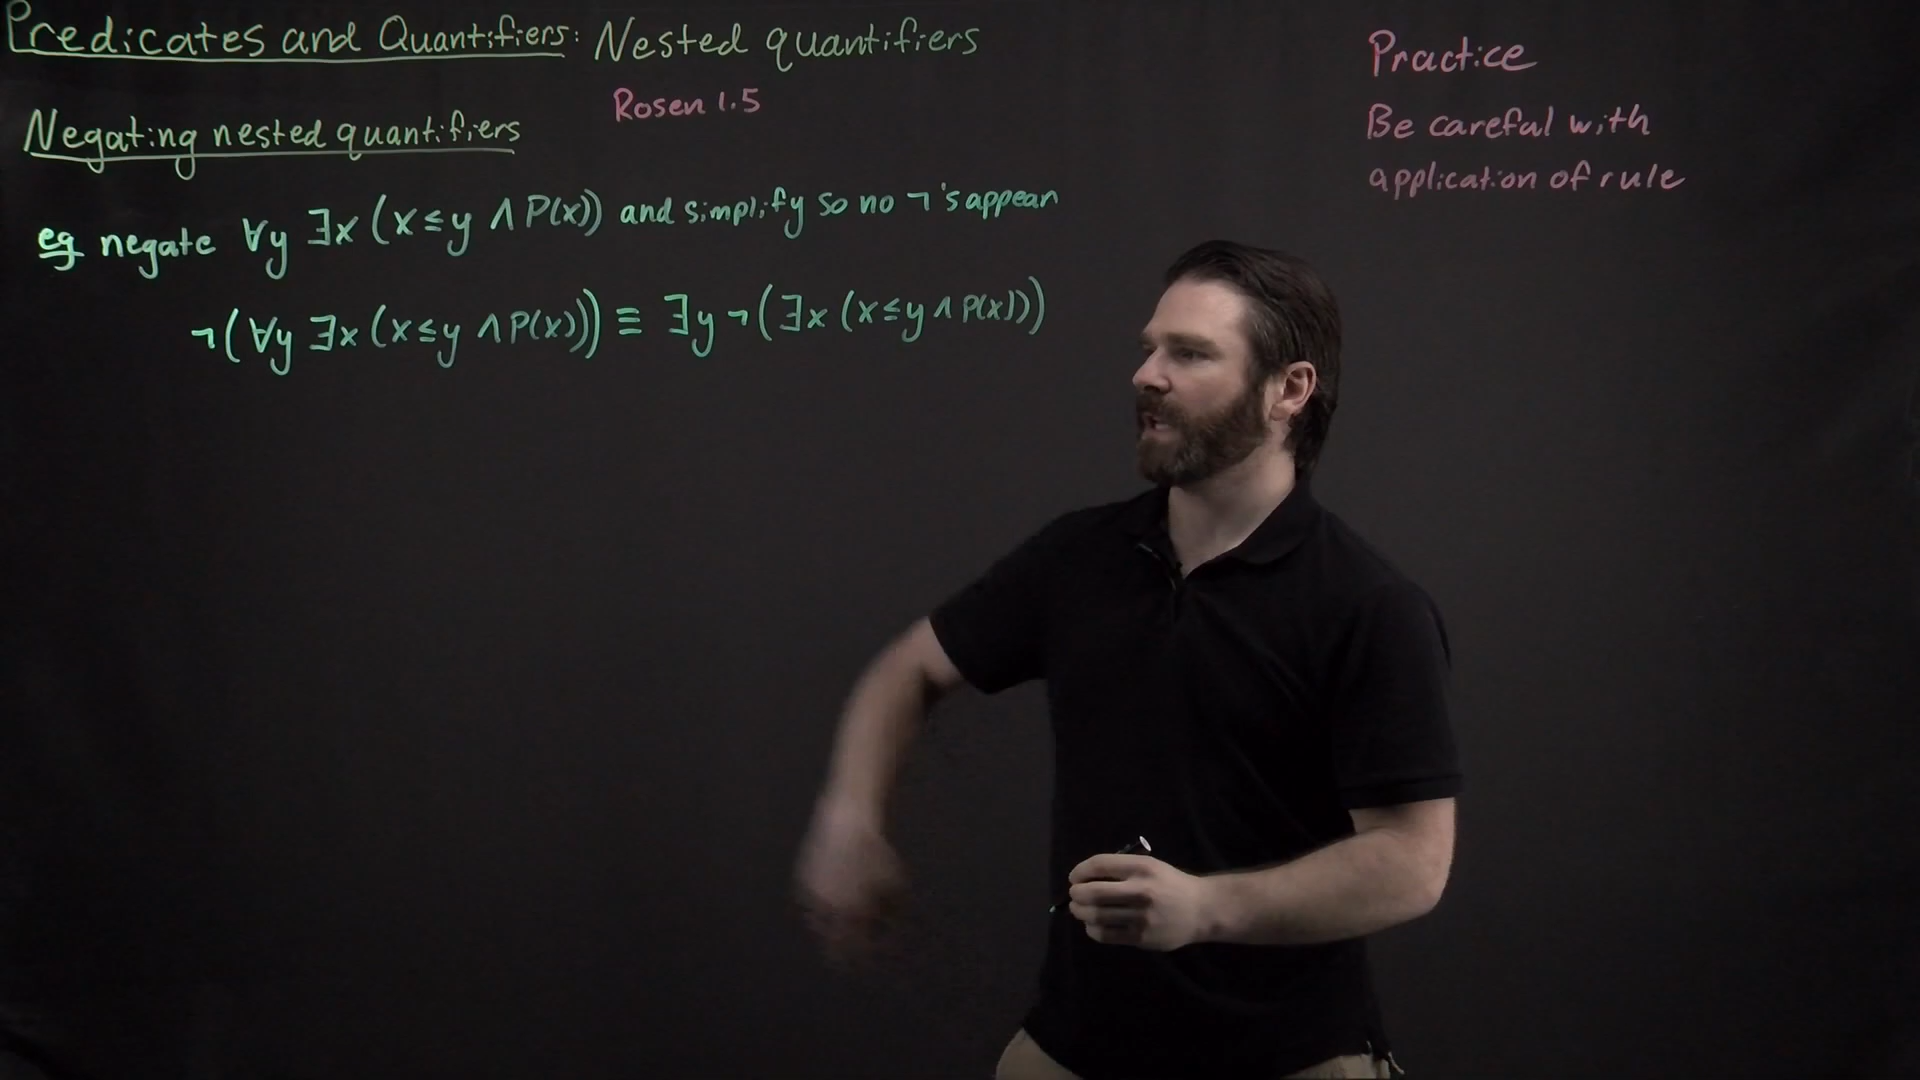 Predicates and Quantifiers: Nested quantifiers
Rosen 1.5
Negating nested quantifiers
eg negate ∀y ∃x (x ≤ y ∧ P(x)) and simplify so no ¬'s appear
¬(∀y ∃x (x ≤ y ∧ P(x))) ≡ ∃y ¬(∃x (x ≤ y ∧ P(x)))
Practice
Be careful with
application of rule